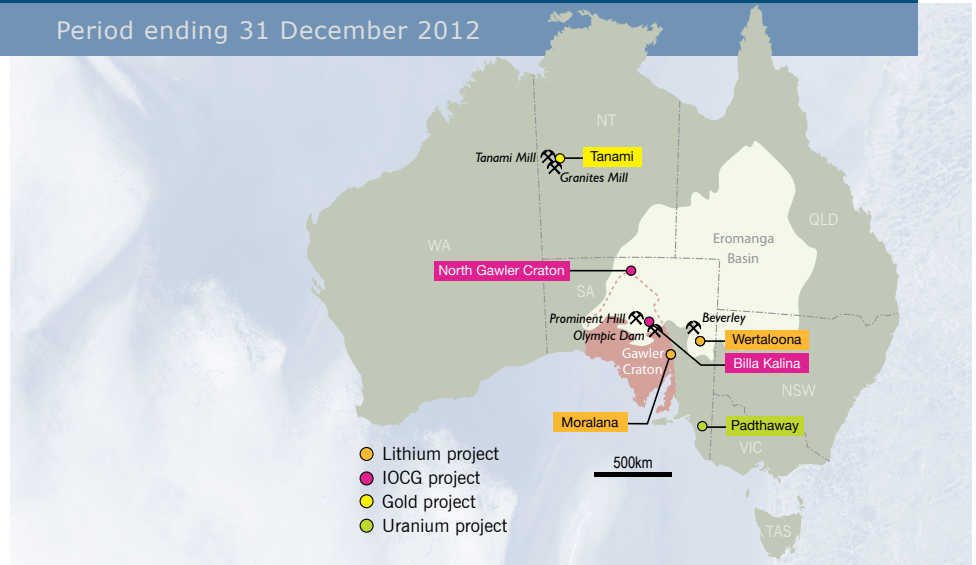 Period ending 31 December 2012
NT
Tanami Mill
Tanami
Granites Mill
QLD
WA
Eromanga
Basin
North Gawler Craton
SA
Prominent Hill
Beverley
Olympic Dam
Wertaloona
Gawler
Craton
Billa Kalina
NSW
Moralana
Padthaway
VIC
Lithium project
500km
IOCG project
Gold project
Uranium project
TAS